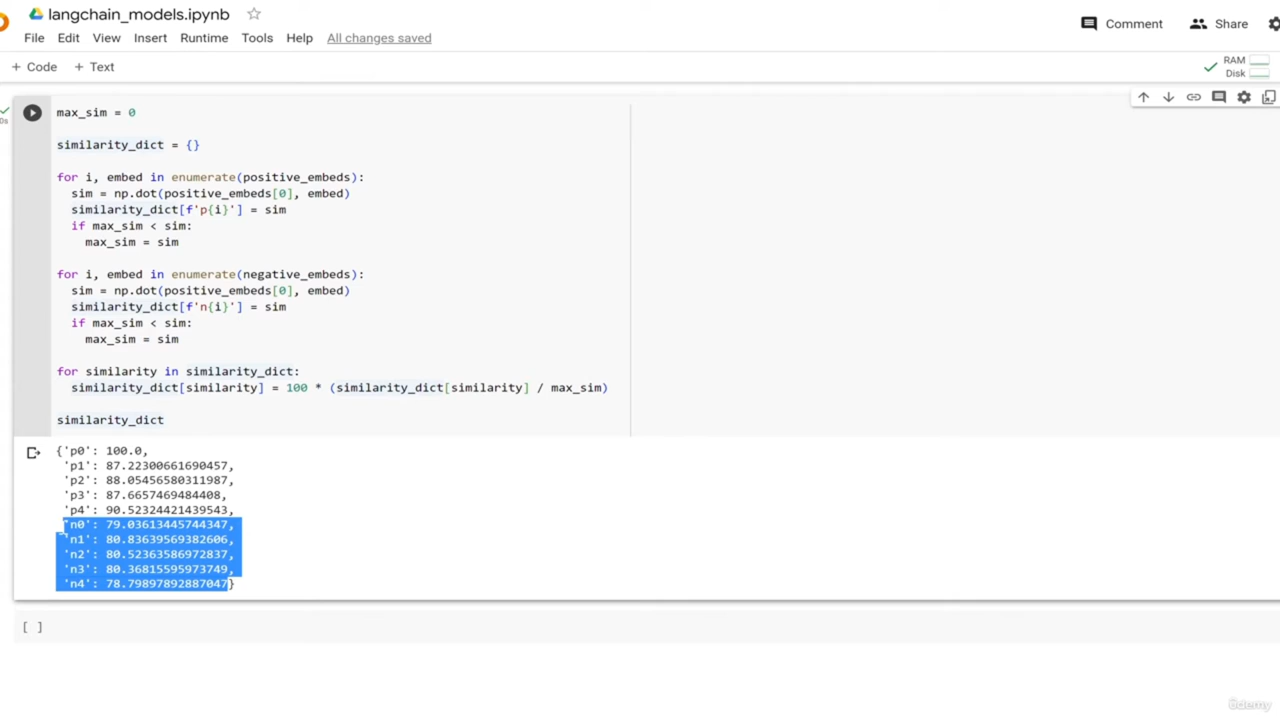 langchain_models.ipynb
Comment
Share
File Edit View Insert Runtime Tools Help All changes saved
+ Code + Text
RAM
Disk
max_sim = 0
similarity_dict = {}
for i, embed in enumerate(positive_embeds):
  sim = np.dot(positive_embeds[0], embed)
  similarity_dict[f'p{i}'] = sim
  if max_sim < sim:
    max_sim = sim
for i, embed in enumerate(negative_embeds):
  sim = np.dot(positive_embeds[0], embed)
  similarity_dict[f'n{i}'] = sim
  if max_sim < sim:
    max_sim = sim
for similarity in similarity_dict:
  similarity_dict[similarity] = 100 * (similarity_dict[similarity] / max_sim)
similarity_dict
{'p0': 100.0,
'p1': 87.22300661690457,
'p2': 88.05456580311987,
'p3': 87.6657469484408,
'p4': 90.52324421439543,
'n0': 79.03613445744347,
'n1': 80.83639569382606,
'n2': 80.52363586972837,
'n3': 80.36815595973749,
'n4': 78.79897892887047}
[ ]
ûdemy